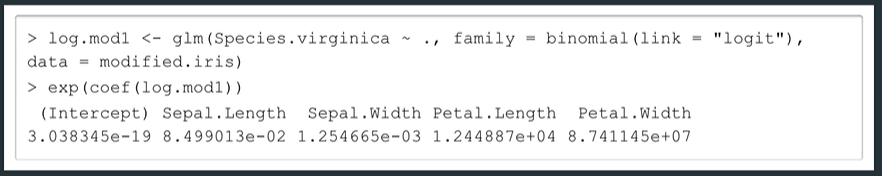 > log.mod1 <- glm(Species.virginica ~ ., family = binomial(link = "logit"),
data = modified.iris)
> exp(coef(log.mod1))
(Intercept) Sepal.Length Sepal.Width Petal.Length Petal.Width
3.038345e-19 8.499013e-02 1.254665e-03 1.244887e+04 8.741145e+07